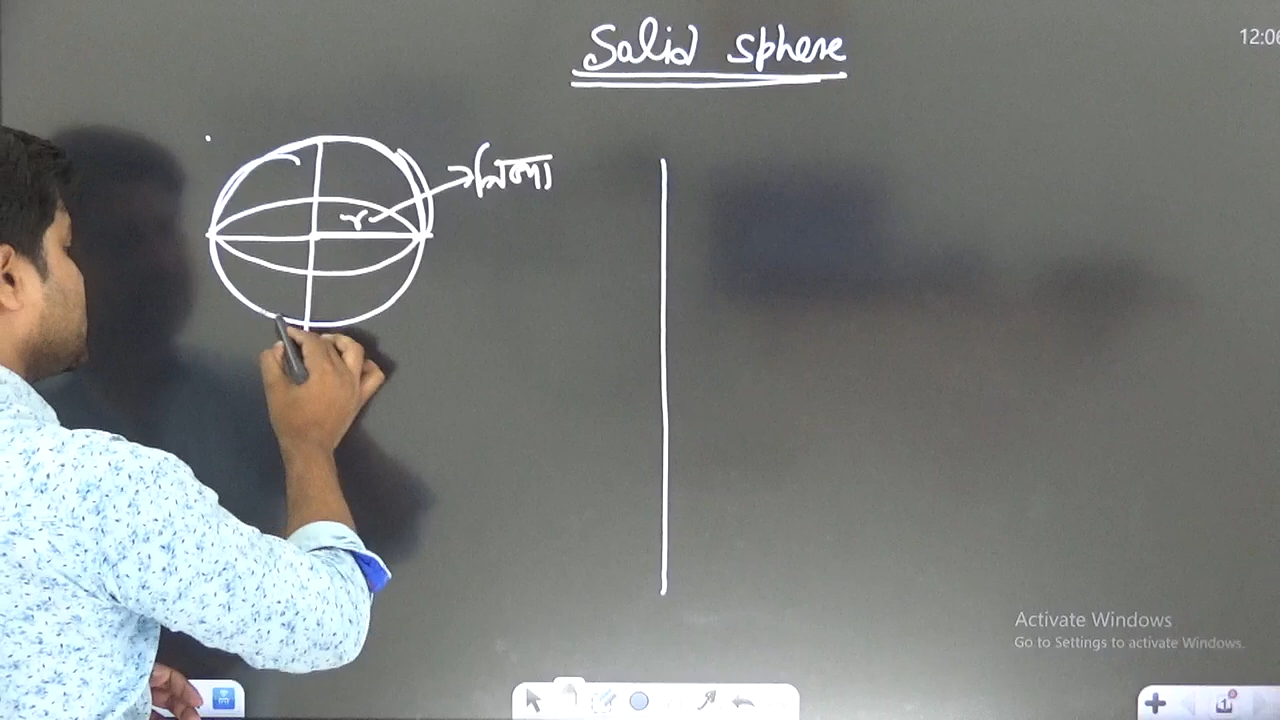 Solid sphere
12:06
r
Activate Windows
Go to Settings to activate Windows.